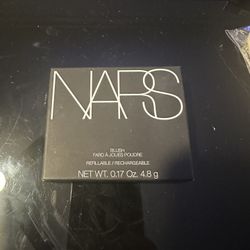 NARS
BLUSH
FARD À JOUES POUDRE
REFILLABLE / RECHARGEABLE
NET WT. 0.17 Oz. 4.8 g